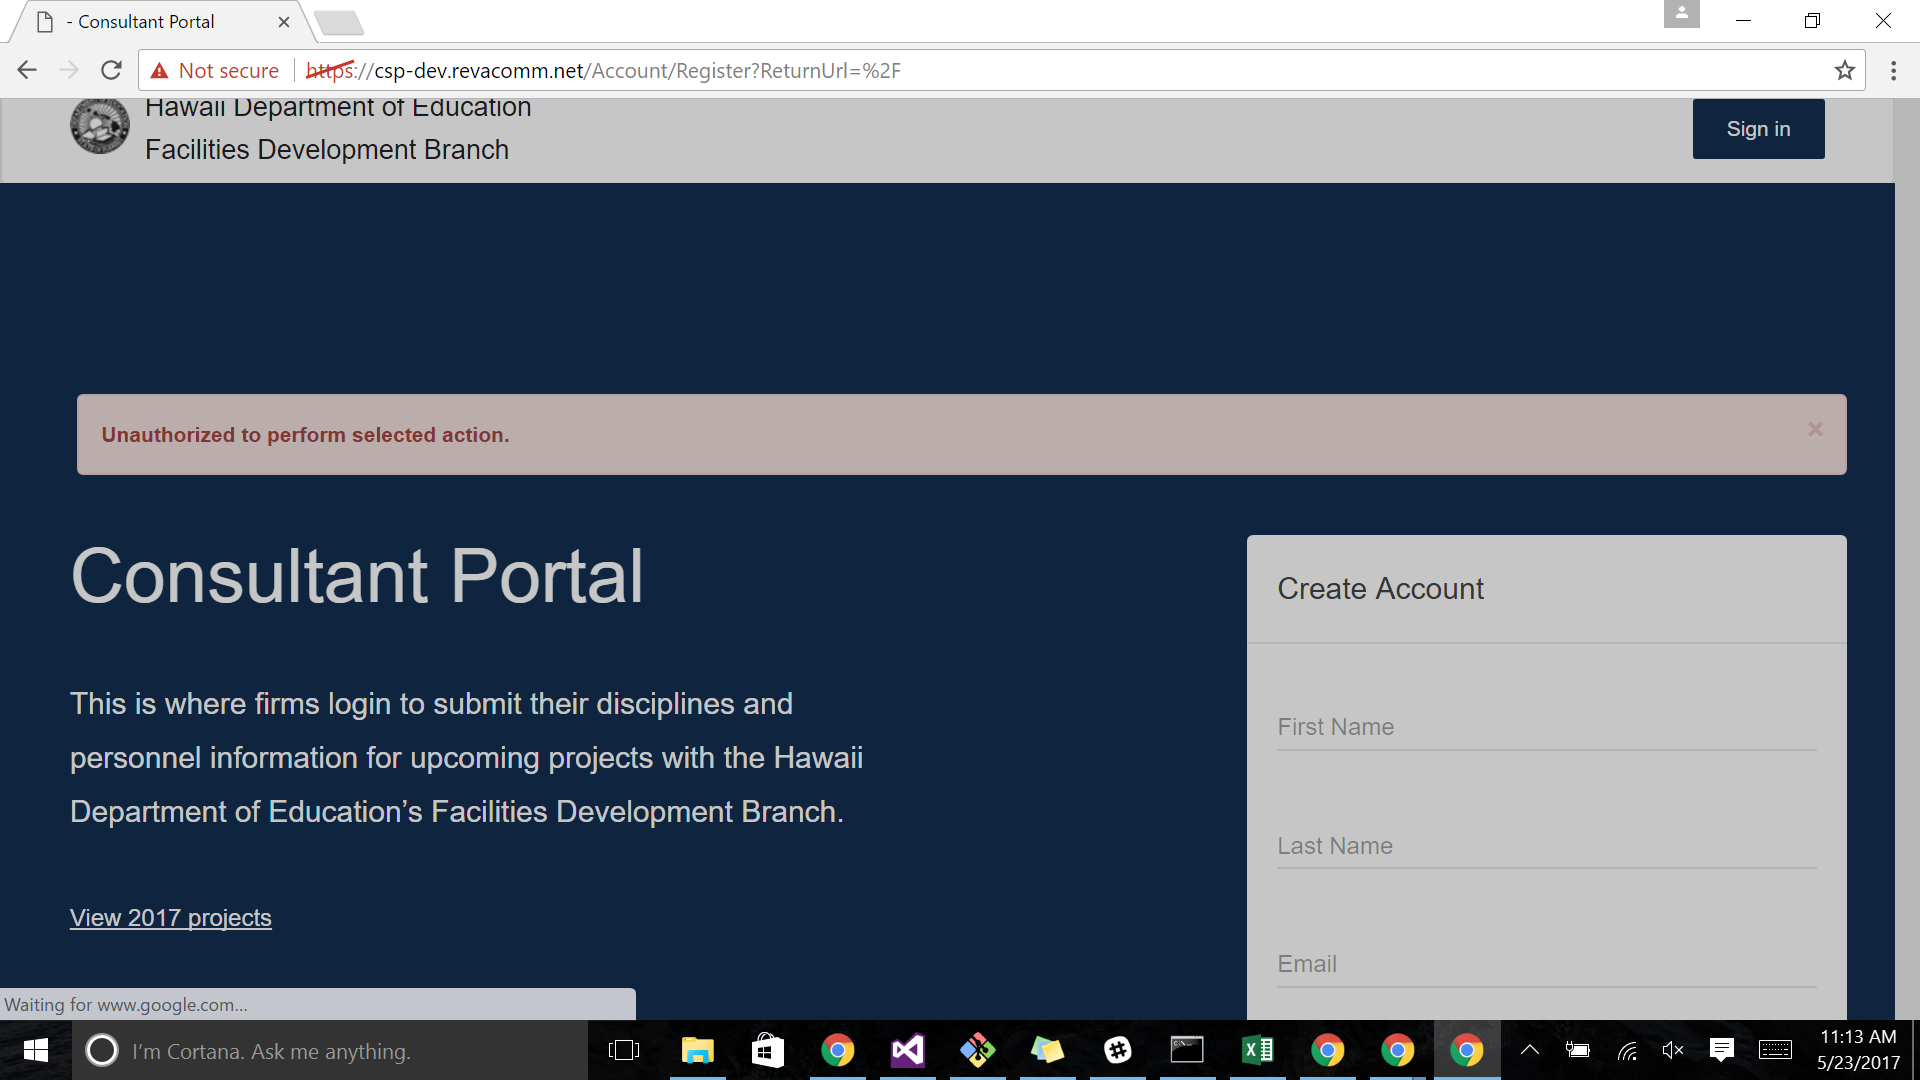 - Consultant Portal
Not secure https://csp-dev.revacomm.net/Account/Register?ReturnUrl=%2F
Hawaii Department of Education
Facilities Development Branch
Sign in
Unauthorized to perform selected action.
×
Consultant Portal
Create Account
This is where firms login to submit their disciplines and
personnel information for upcoming projects with the Hawaii
Department of Education’s Facilities Development Branch.
First Name
Last Name
View 2017 projects
Email
Waiting for www.google.com...
I'm Cortana. Ask me anything.
11:13 AM
5/23/2017